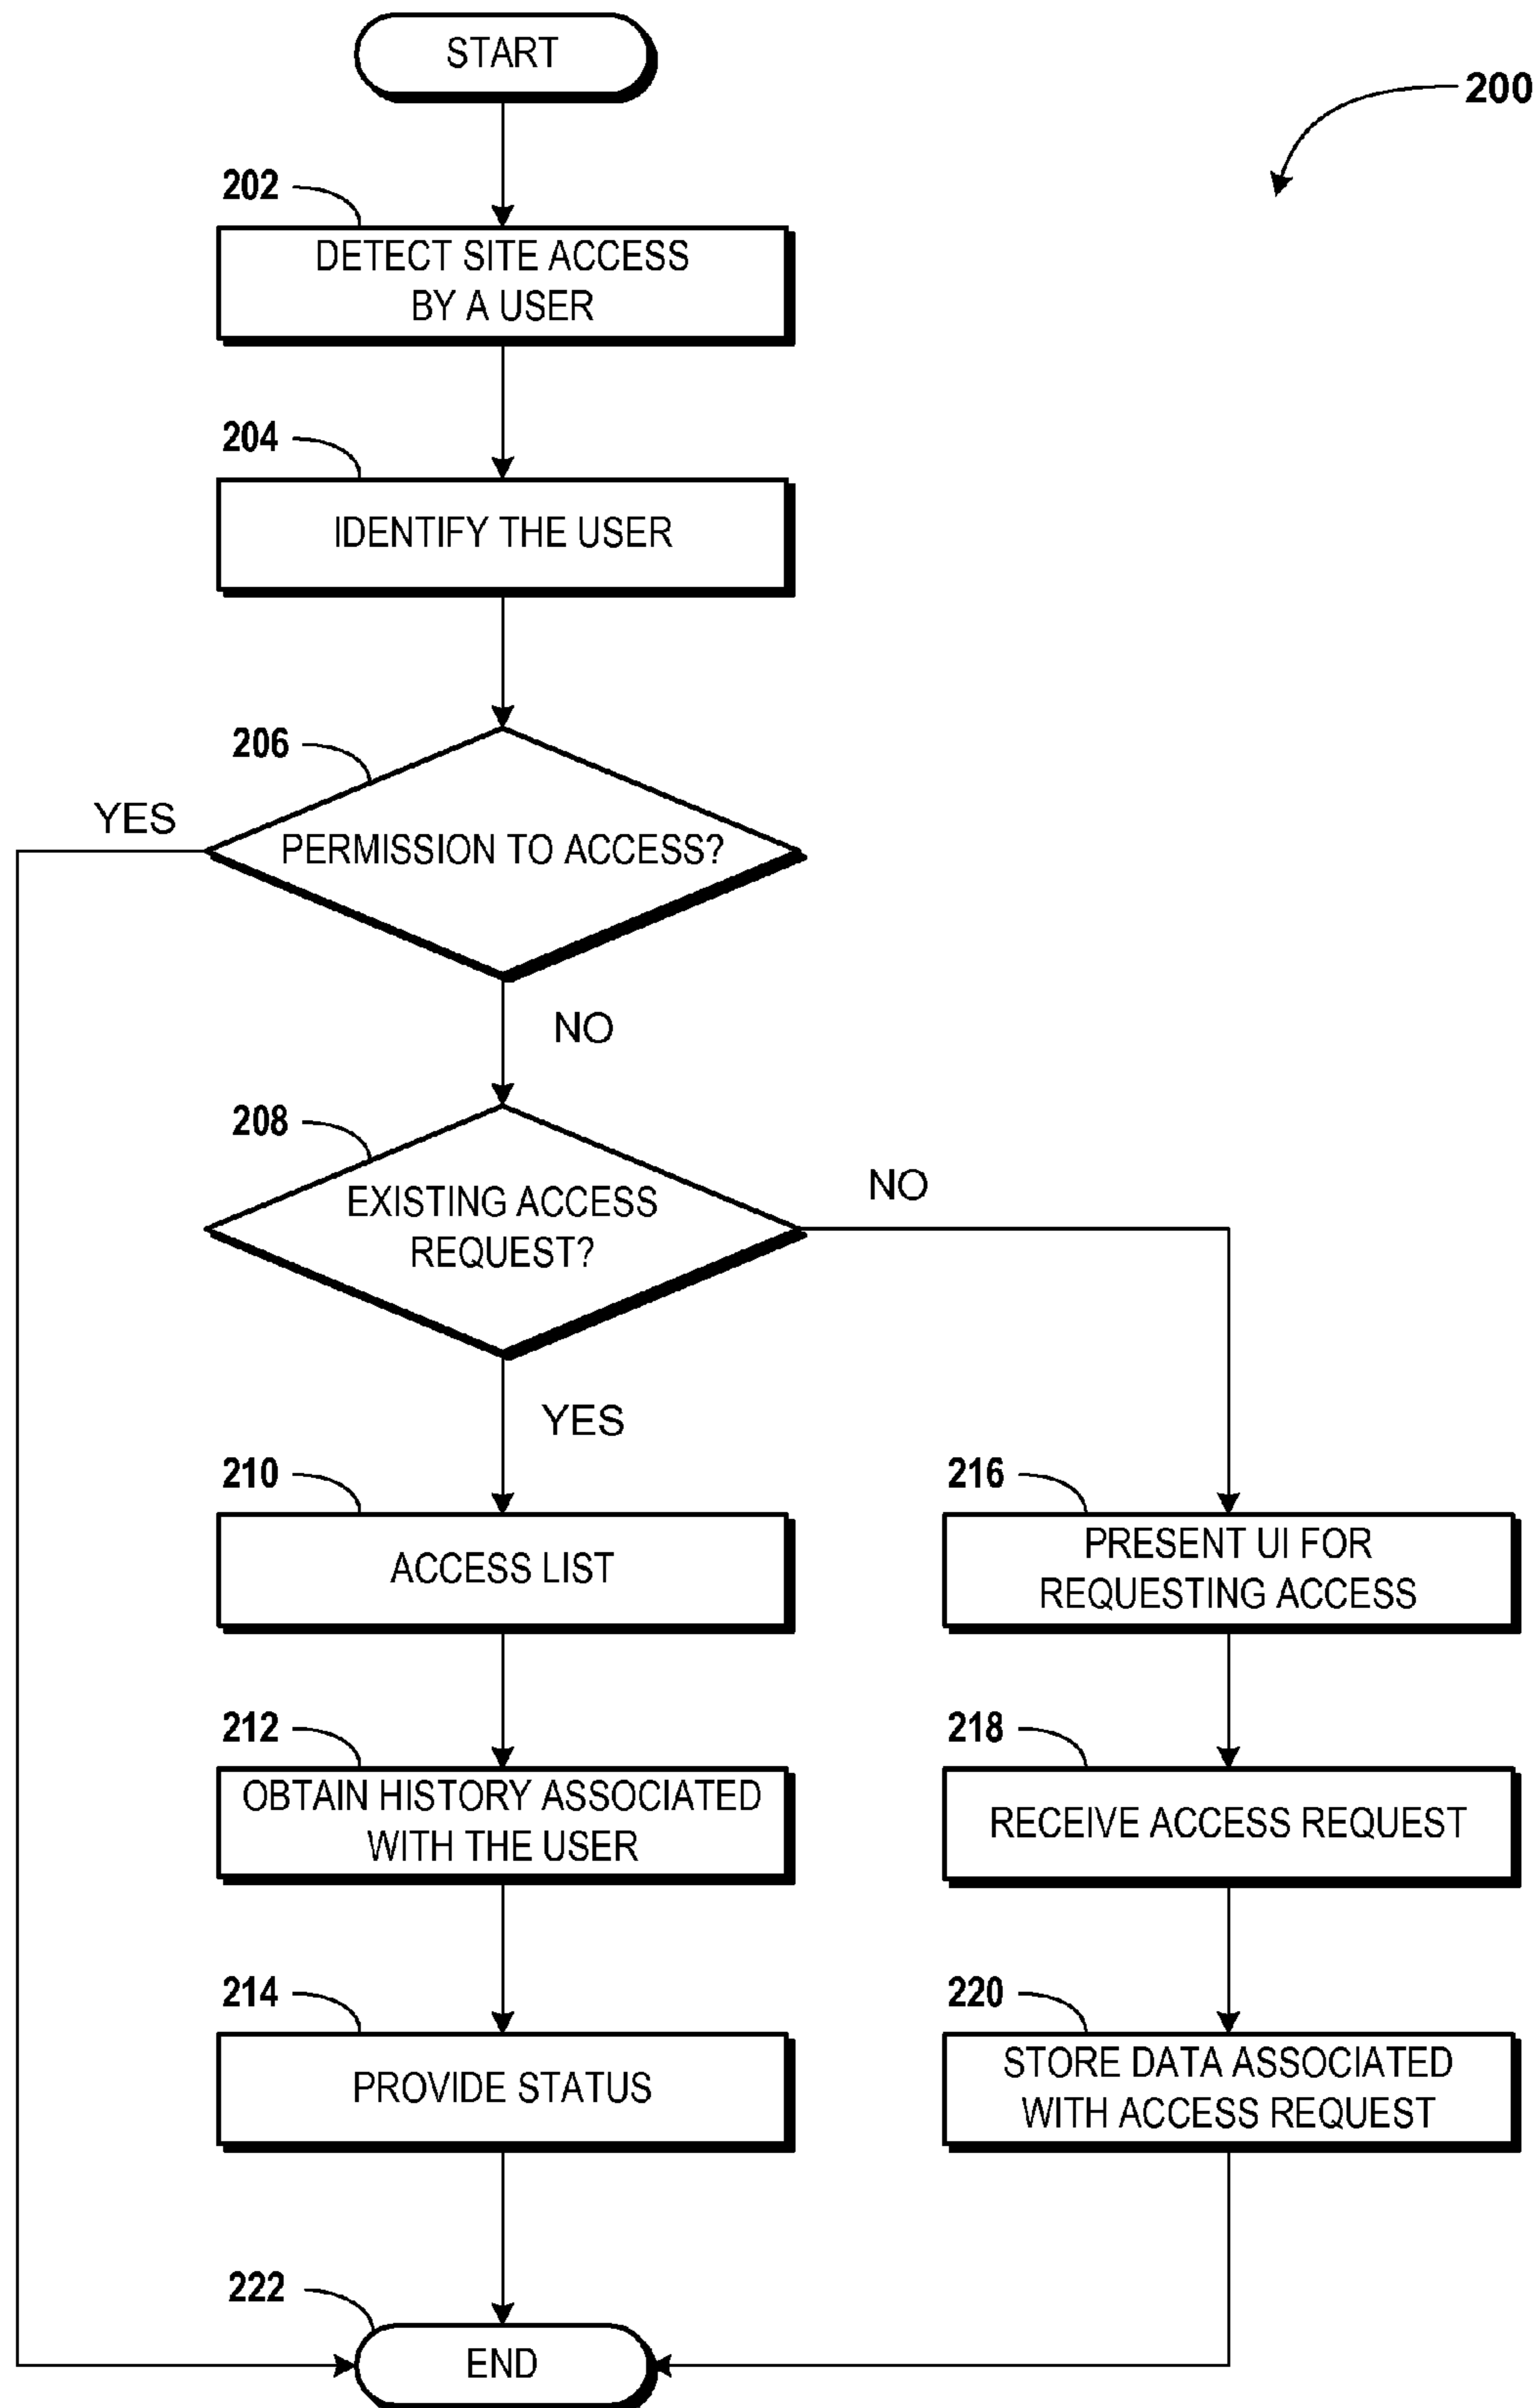 START
200
202
DETECT SITE ACCESS
BY A USER
204
IDENTIFY THE USER
206
YES
PERMISSION TO ACCESS?
NO
208
EXISTING ACCESS
REQUEST?
NO
YES
210
ACCESS LIST
216
PRESENT UI FOR
REQUESTING ACCESS
212
OBTAIN HISTORY ASSOCIATED
WITH THE USER
218
RECEIVE ACCESS REQUEST
214
PROVIDE STATUS
220
STORE DATA ASSOCIATED
WITH ACCESS REQUEST
222
END